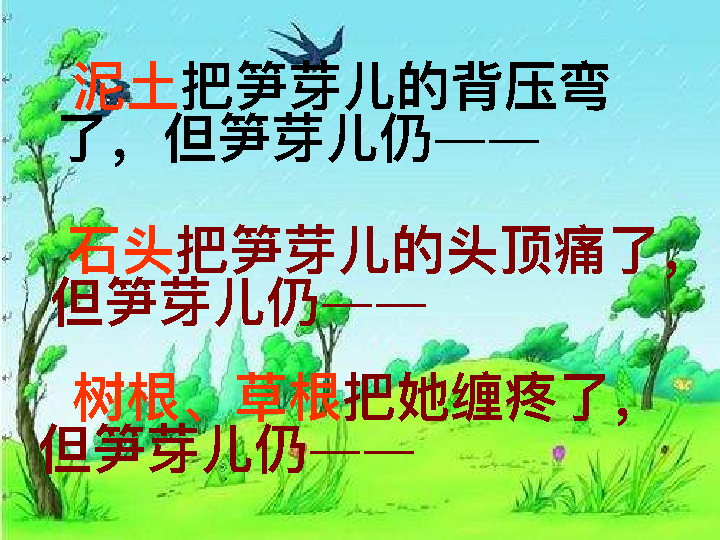 泥土把笋芽儿的背压弯
了，但笋芽儿仍——
石头把笋芽儿的头顶痛了，
但笋芽儿仍——
树根、草根把她缠疼了，
但笋芽儿仍——